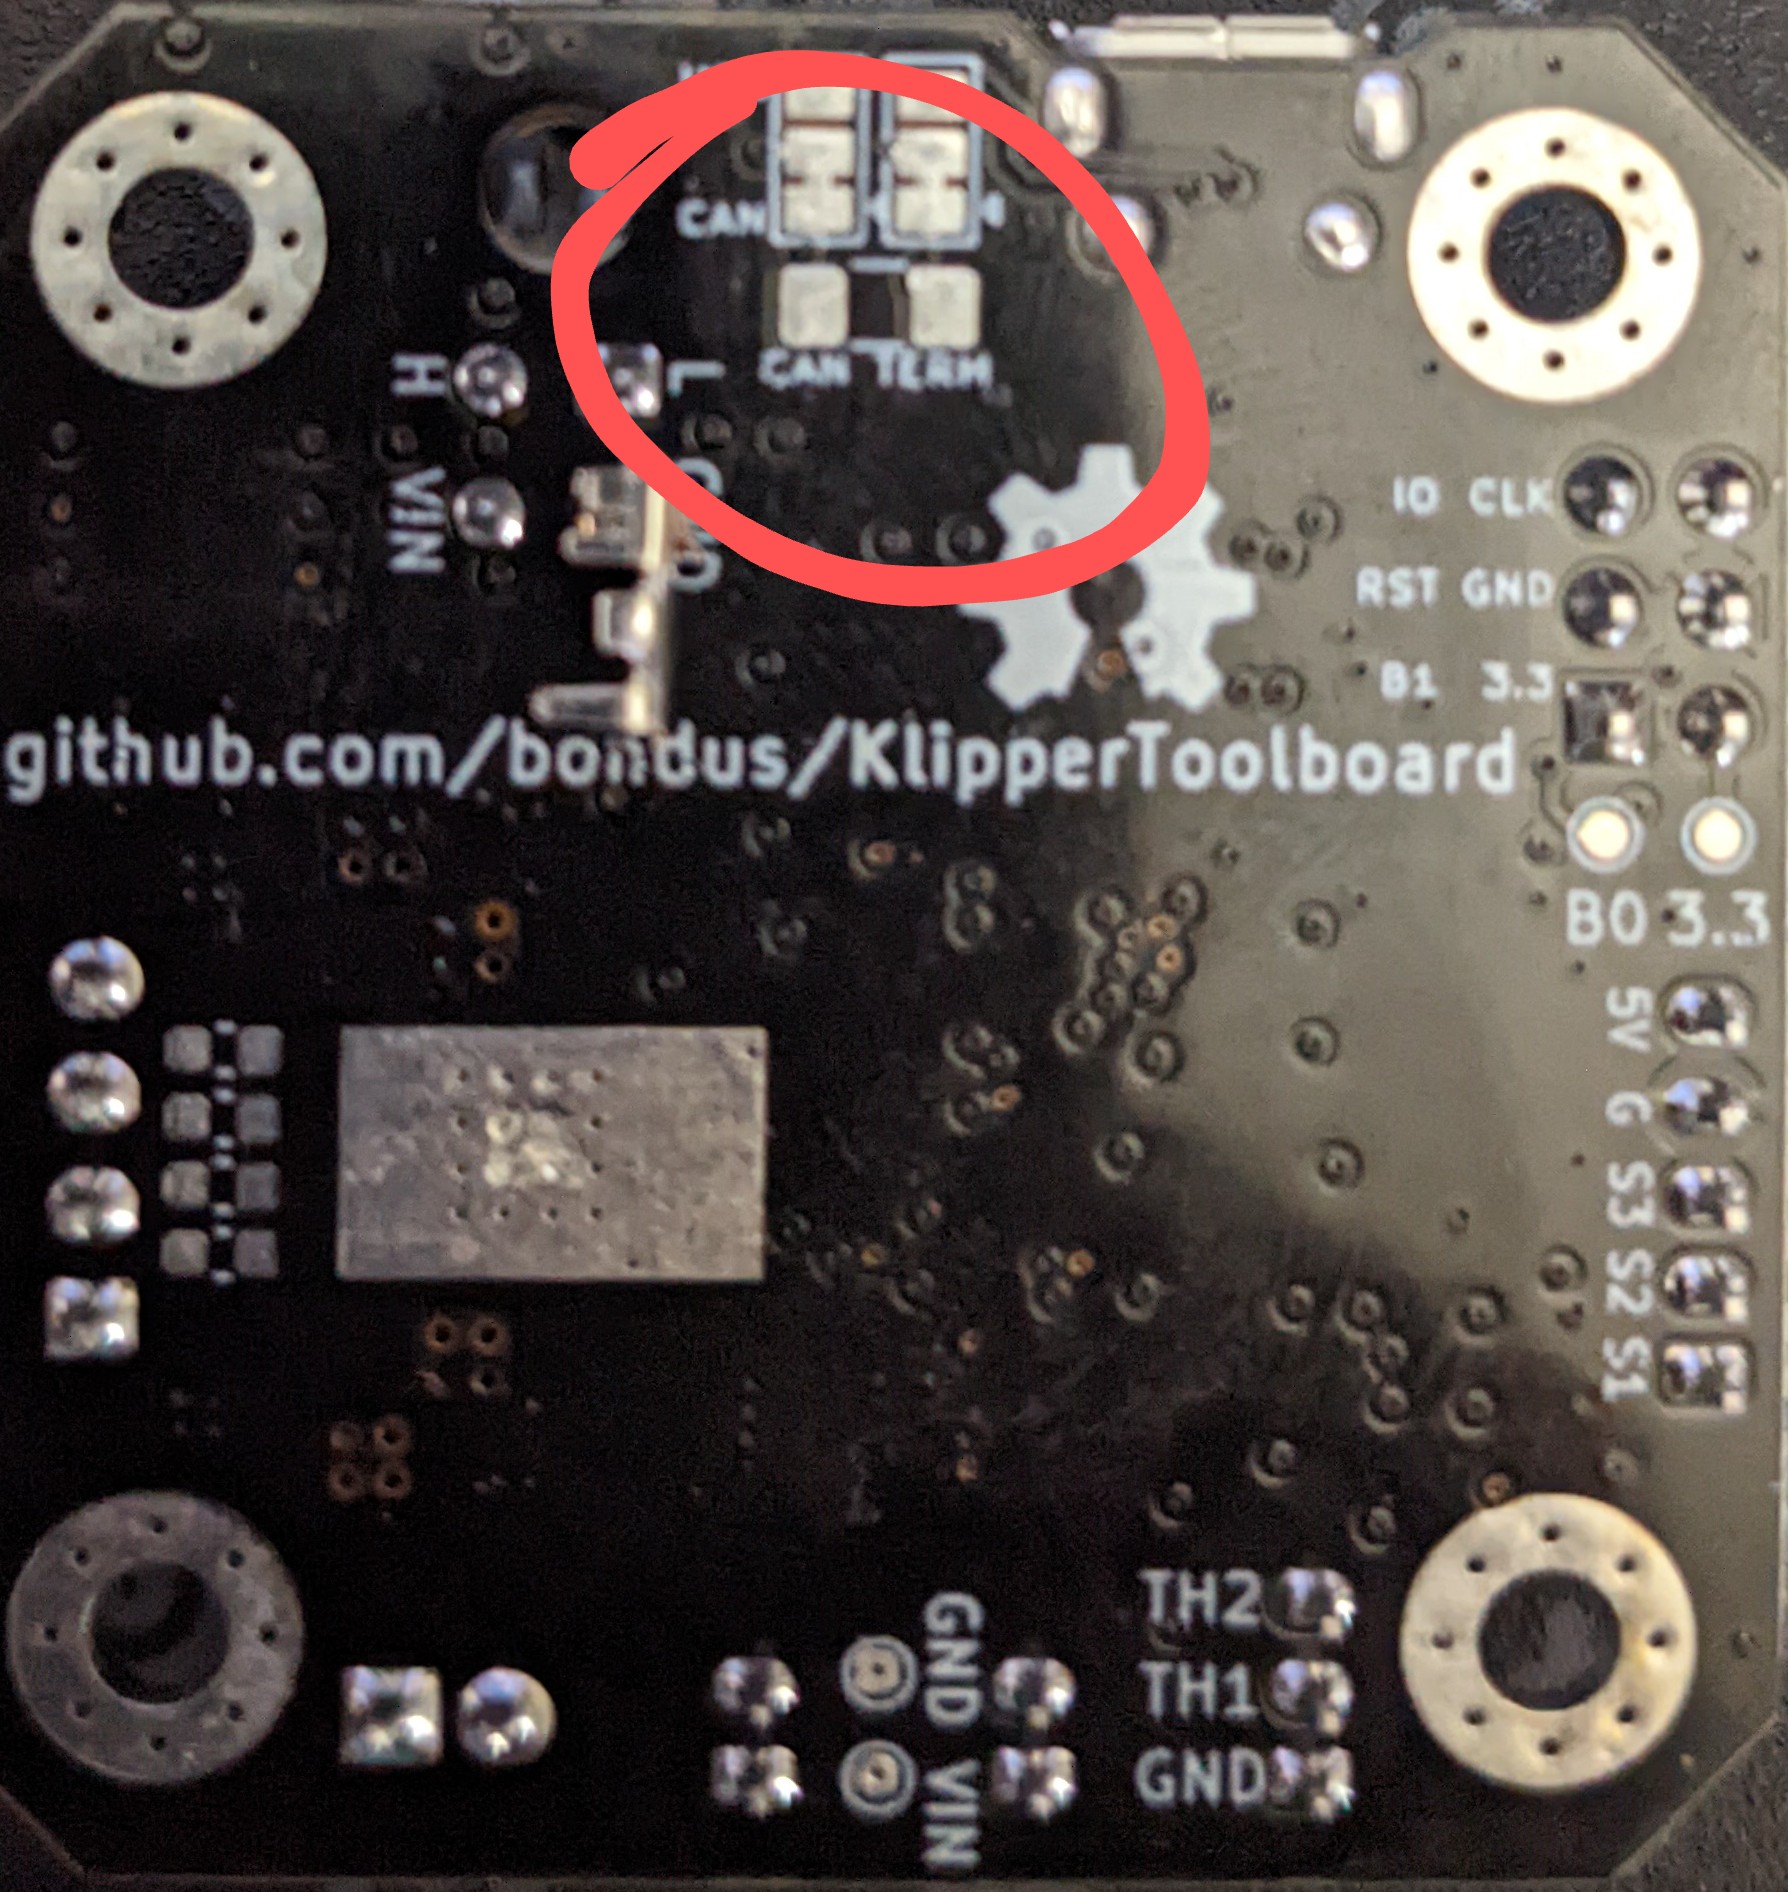 CAN
H
L
CAN TERM
VIN
IO CLK
RST GND
B1 3.3
github.com/bondus/KlipperToolboard
B0 3.3
5V
G
S3
S2
S1
TH2
TH1
GND
GND
VIN